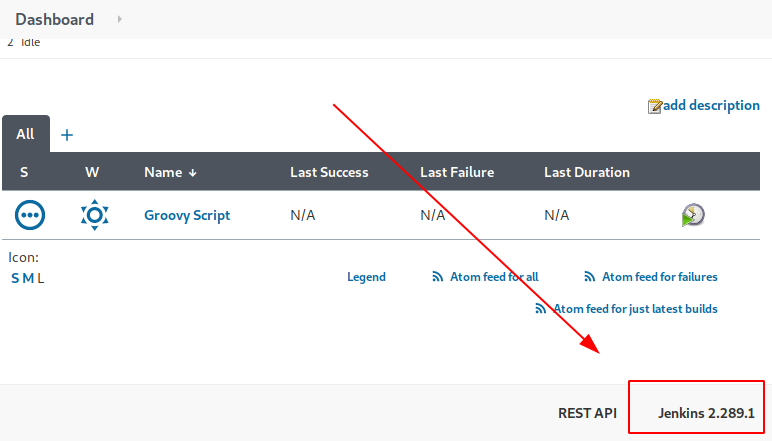 Dashboard
2 Idle
add description
All +
S W Name ↓ Last Success Last Failure Last Duration
Groovy Script N/A N/A N/A
Icon:
S M L Legend Atom feed for all Atom feed for failures
Atom feed for just latest builds
REST API Jenkins 2.289.1